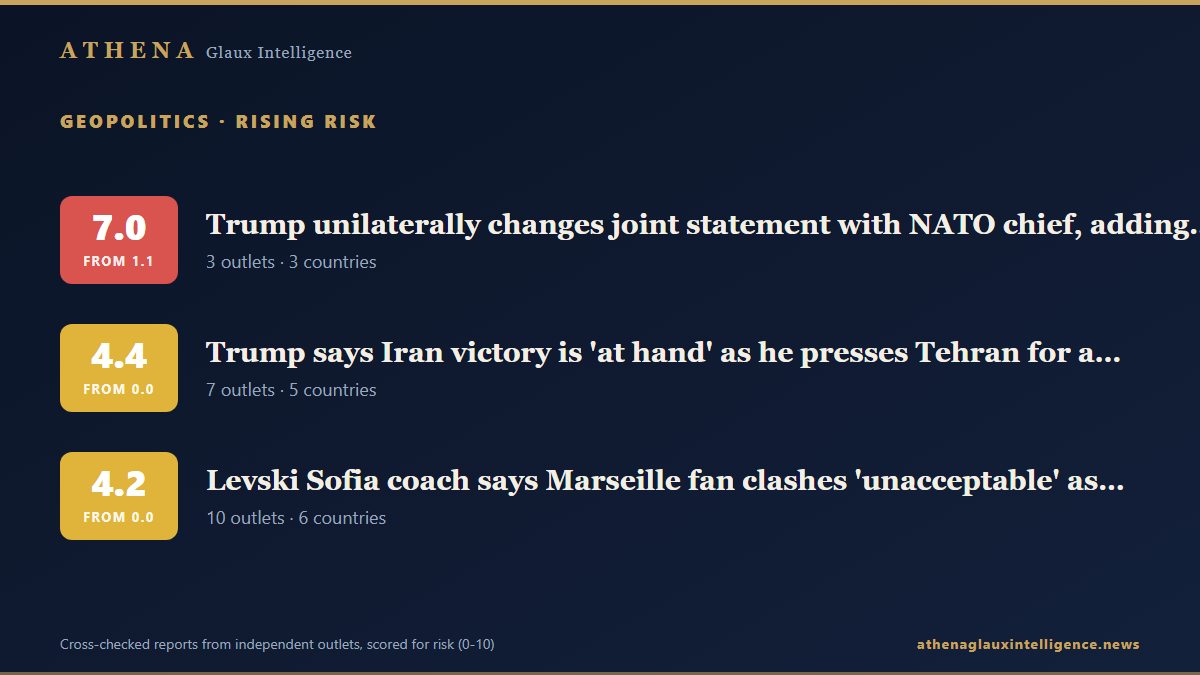 ATHENA Glaux Intelligence
GEOPOLITICS · RISING RISK
7.0
FROM 1.1
Trump unilaterally changes joint statement with NATO chief, adding...
3 outlets · 3 countries
4.4
FROM 0.0
Trump says Iran victory is 'at hand' as he presses Tehran for a...
7 outlets · 5 countries
4.2
FROM 0.0
Levski Sofia coach says Marseille fan clashes 'unacceptable' as...
10 outlets · 6 countries
Cross-checked reports from independent outlets, scored for risk (0-10)
athenaglauxintelligence.news